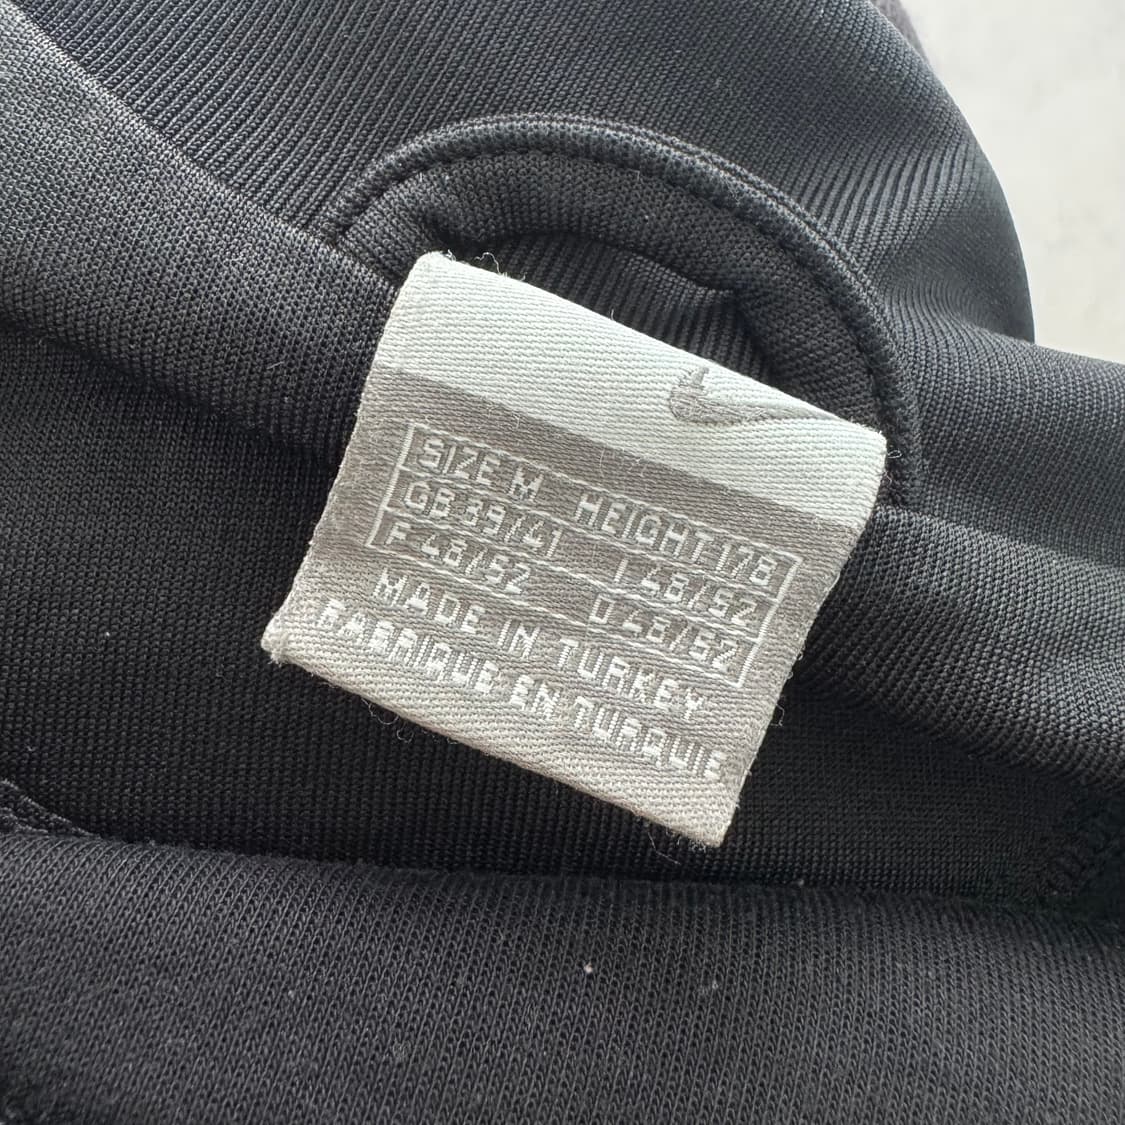 SIZE M HEIGHT 178
GB 39/41 I 48/52
F 48/52 D 48/52
MADE IN TURKEY
FABRIQUE EN TURQUIE